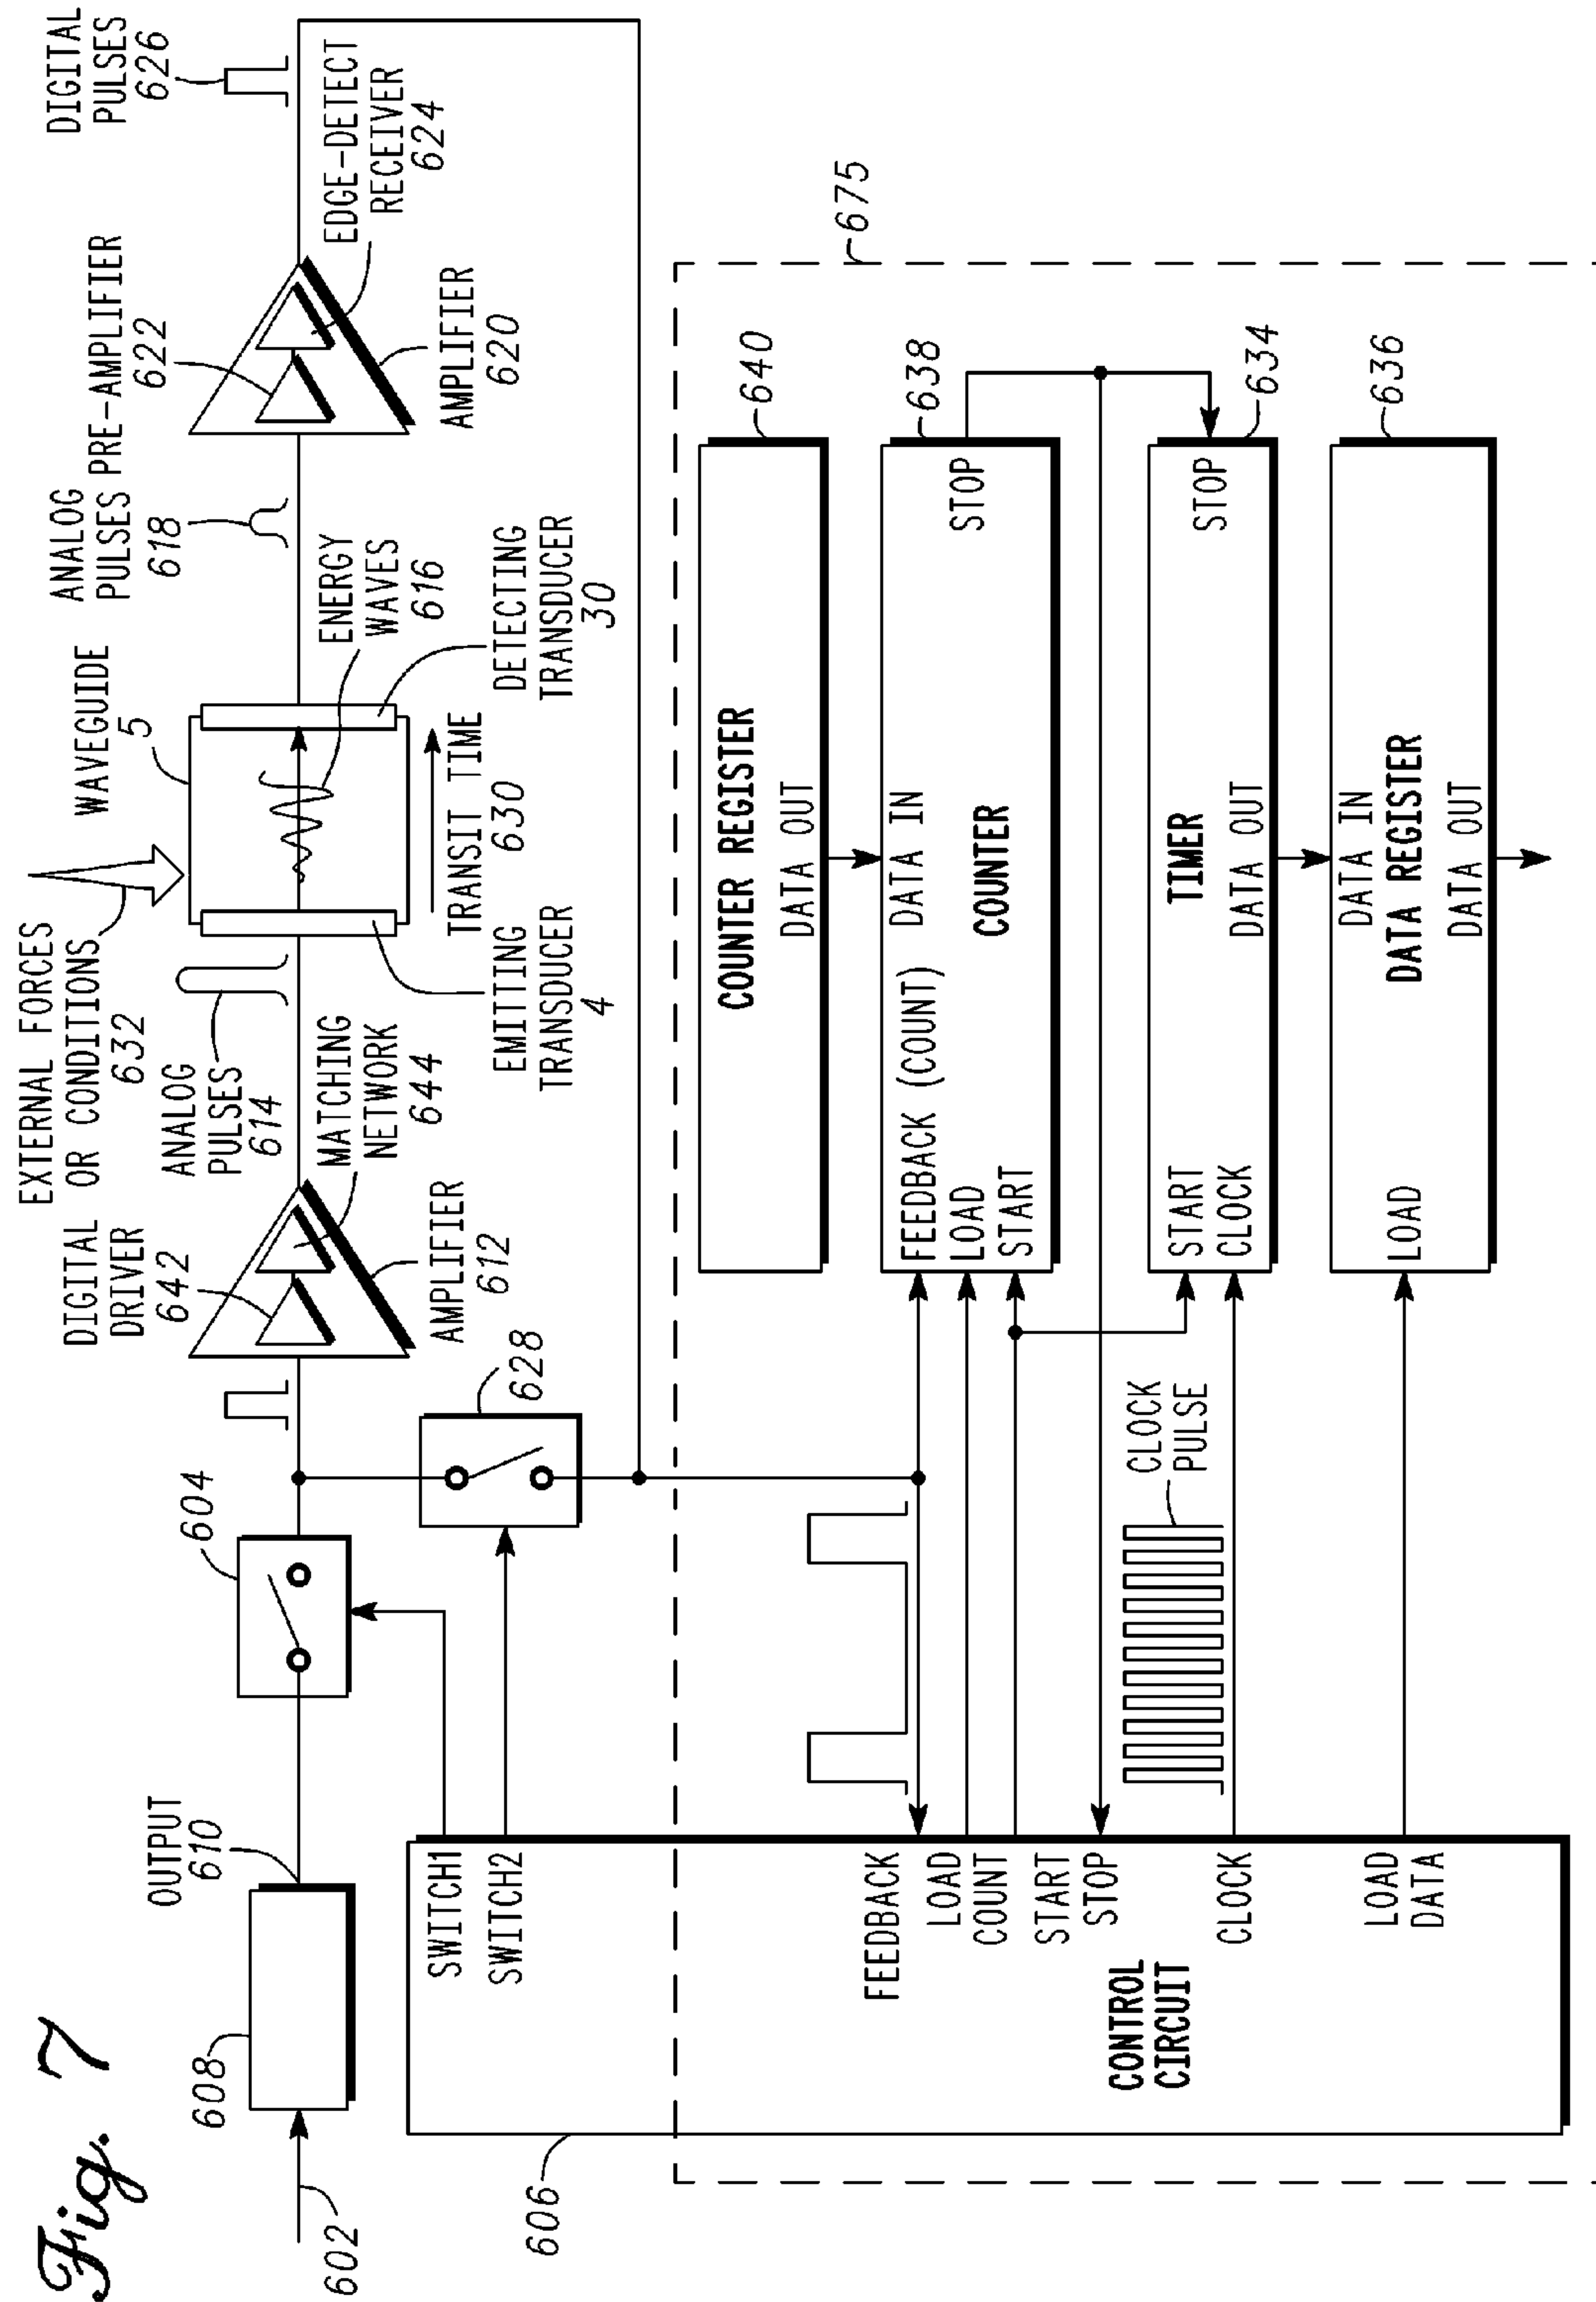 Fig. 7
EXTERNAL FORCES
OR CONDITIONS
632
WAVEGUIDE
5
ANALOG
PULSES
618
PRE-AMPLIFIER
622
DIGITAL
PULSES
626
DIGITAL
DRIVER
642
ANALOG
PULSES
614
OUTPUT
610
604
608
602
MATCHING
NETWORK
644
ENERGY
WAVES
616
EDGE-DETECT
RECEIVER
624
AMPLIFIER
612
TRANSIT TIME
630
AMPLIFIER
620
EMITTING
TRANSDUCER
4
DETECTING
TRANSDUCER
30
628
606
SWITCH1
SWITCH2
675
COUNTER REGISTER
DATA OUT
640
FEEDBACK
LOAD
COUNT
START
STOP
CLOCK
LOAD
DATA
CONTROL
CIRCUIT
FEEDBACK (COUNT)
LOAD
START
DATA IN
COUNTER
STOP
638
CLOCK
PULSE
START
CLOCK
TIMER
DATA OUT
STOP
634
LOAD
DATA IN
DATA REGISTER
DATA OUT
636